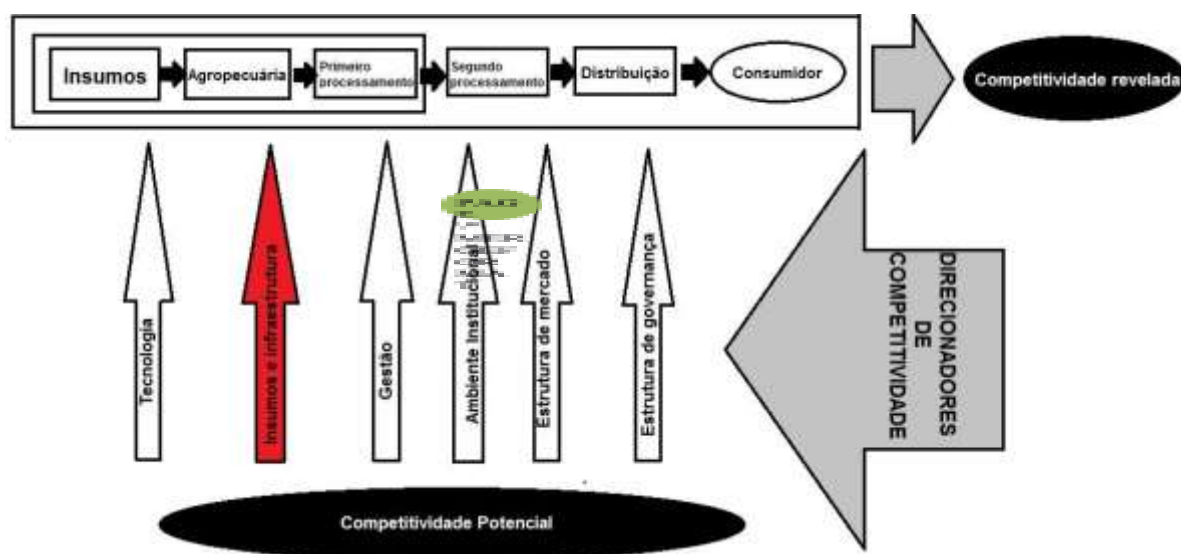 Insumos
Agropecuária
Primeiro
processamento
Segundo
processamento
Distribuição
Consumidor
Competitividade revelada
Tecnologia
Insumos e infraestrutura
Gestão
Ambiente Institucional
Estrutura de mercado
Estrutura de governança
DIRECIONADORES
DE
COMPETITIVIDADE
Competitividade Potencial